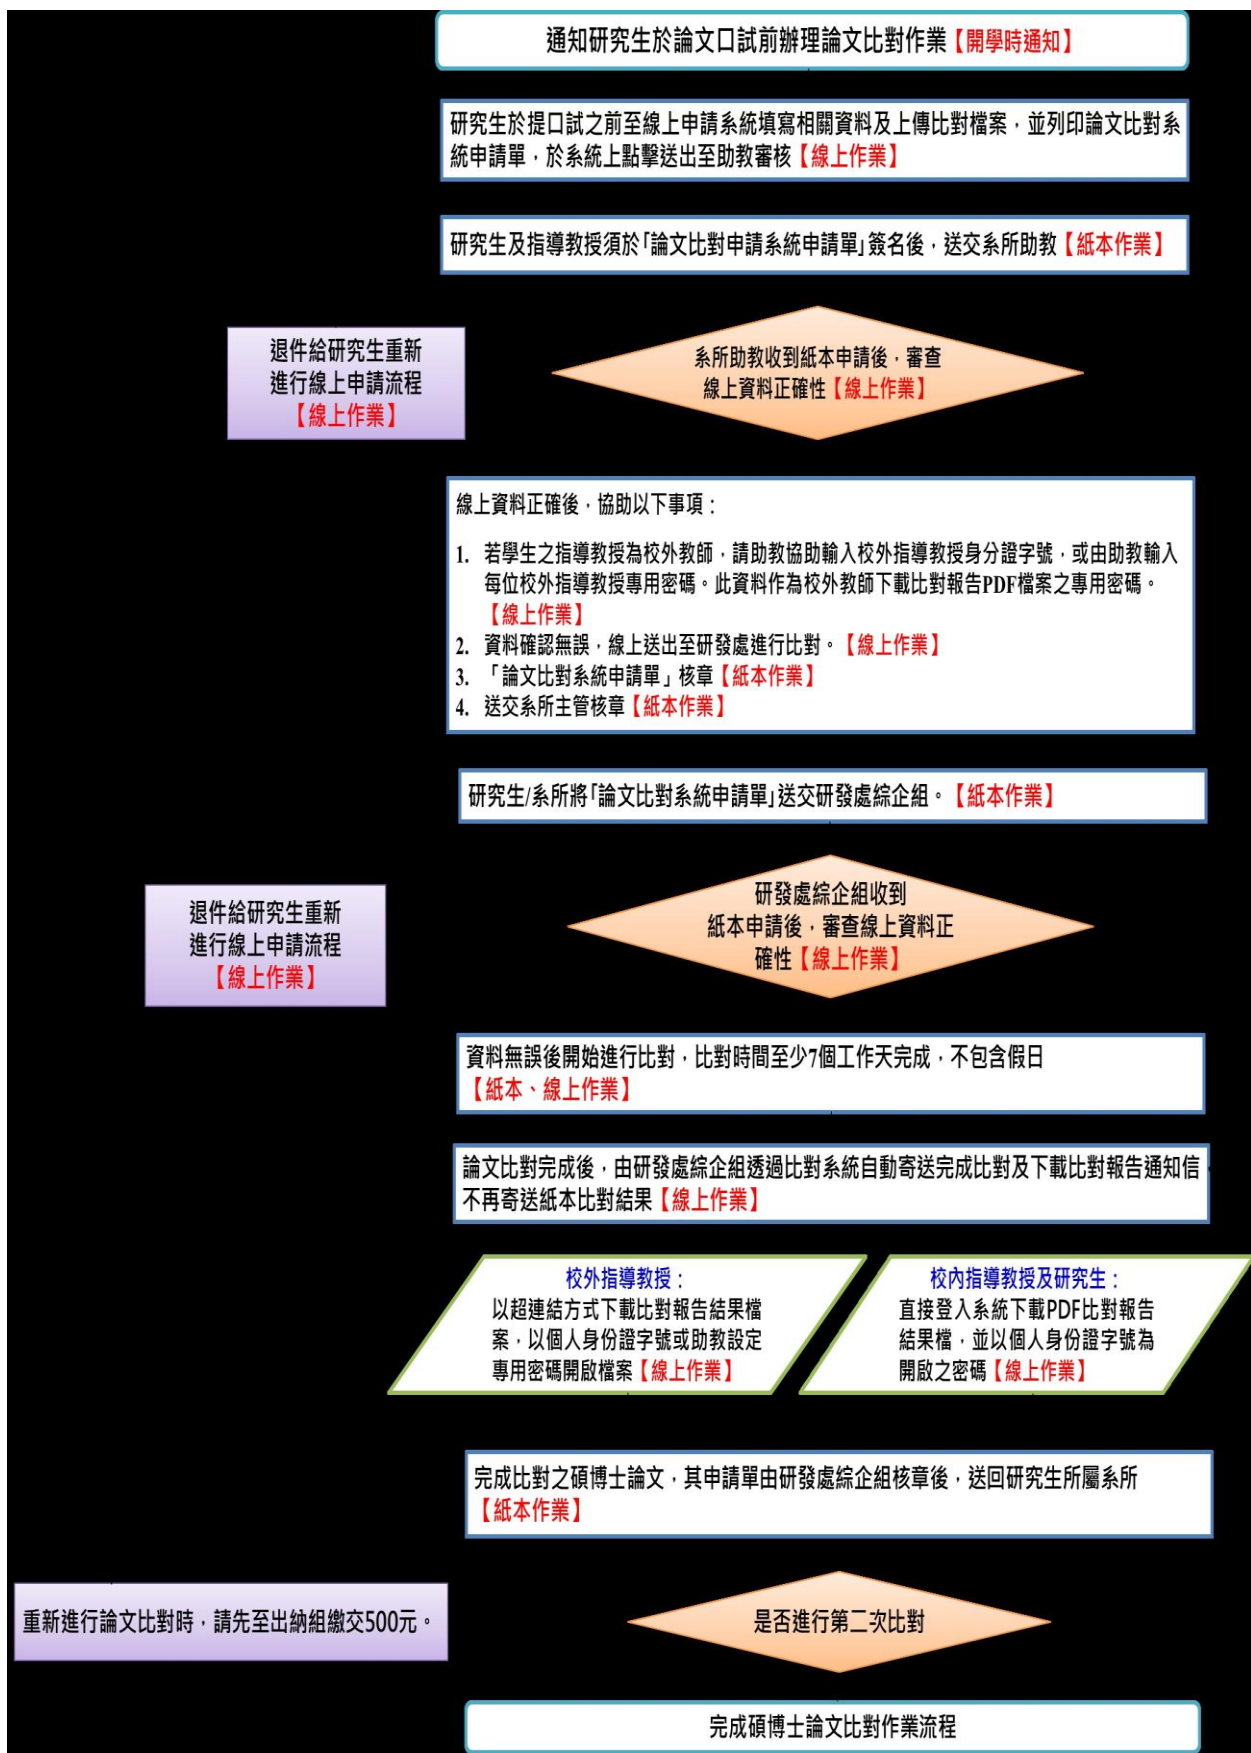 通知研究生於論文口試前辦理論文比對作業【開學時通知】
研究生於提口試之前至線上申請系統填寫相關資料及上傳比對檔案，並列印論文比對系
統申請單，於系統上點擊送出至助教審核【線上作業】
研究生及指導教授須於「論文比對申請系統申請單」簽名後，送交系所助教【紙本作業】
退件給研究生重新
進行線上申請流程
【線上作業】
系所助教收到紙本申請後，審查
線上資料正確性【線上作業】
線上資料正確後，協助以下事項：
1. 若學生之指導教授為校外教師，請助教協助輸入校外指導教授身分證字號，或由助教輸入
每位校外指導教授專用密碼。此資料作為校外教師下載比對報告PDF檔案之專用密碼。
【線上作業】
2. 資料確認無誤，線上送出至研發處進行比對。【線上作業】
3. 「論文比對系統申請單」核章【紙本作業】
4. 送交系所主管核章【紙本作業】
研究生/系所將「論文比對系統申請單」送交研發處綜企組。【紙本作業】
退件給研究生重新
進行線上申請流程
【線上作業】
研發處綜企組收到
紙本申請後，審查線上資料正
確性【線上作業】
資料無誤後開始進行比對，比對時間至少7個工作天完成，不包含假日
【紙本、線上作業】
論文比對完成後，由研發處綜企組透過比對系統自動寄送完成比對及下載比對報告通知信，
不再寄送紙本比對結果【線上作業】
校外指導教授：
以超連結方式下載比對報告結果檔
案，以個人身份證字號或助教設定
專用密碼開啟檔案【線上作業】
校內指導教授及研究生：
直接登入系統下載PDF比對報告
結果檔，並以個人身份證字號為
開啟之密碼【線上作業】
完成比對之碩博士論文，其申請單由研發處綜企組核章後，送回研究生所屬系所
【紙本作業】
重新進行論文比對時，請先至出納組繳交500元。
是否進行第二次比對
完成碩博士論文比對作業流程